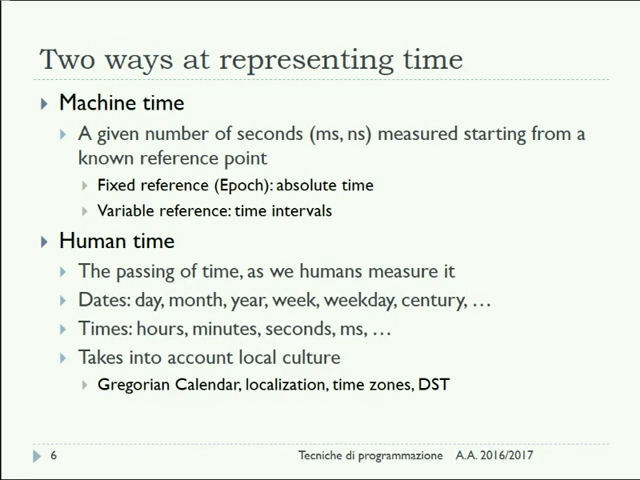 Two ways at representing time
Machine time
A given number of seconds (ms, ns) measured starting from a
known reference point
Fixed reference (Epoch): absolute time
Variable reference: time intervals
Human time
The passing of time, as we humans measure it
Dates: day, month, year, week, weekday, century, …
Times: hours, minutes, seconds, ms, …
Takes into account local culture
Gregorian Calendar, localization, time zones, DST
6 Tecniche di programmazione A.A. 2016/2017